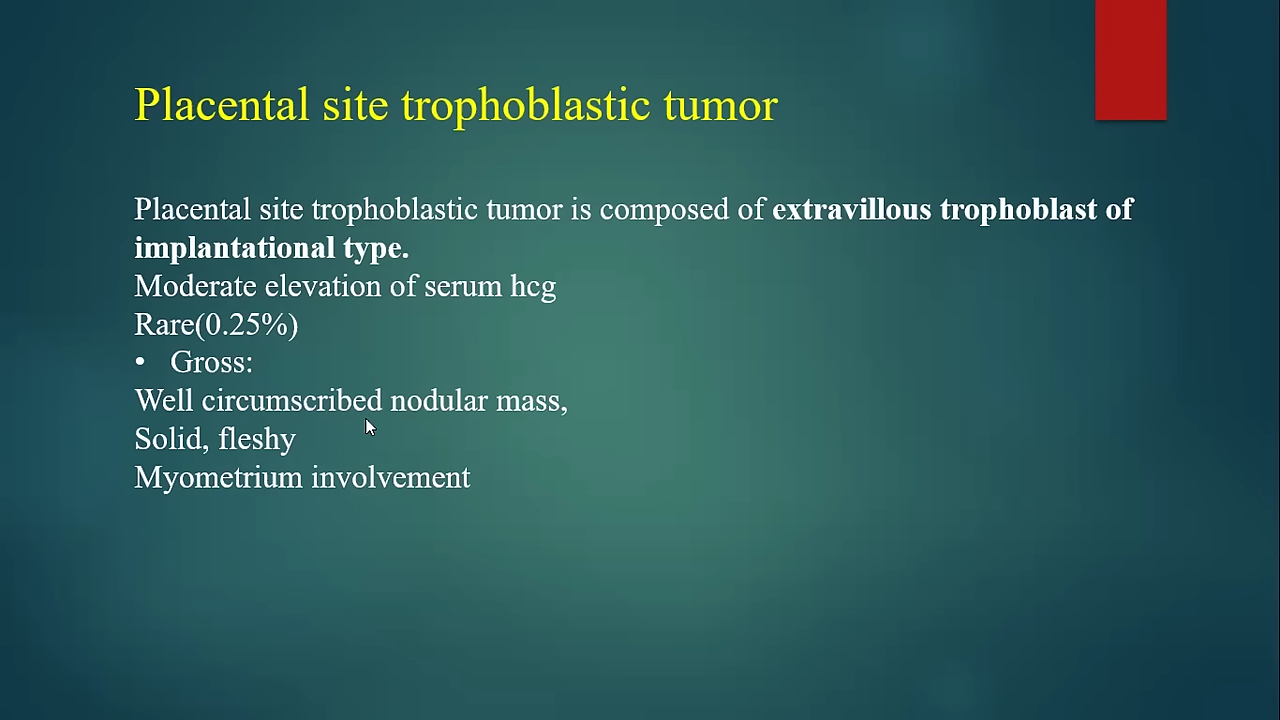 Placental site trophoblastic tumor
Placental site trophoblastic tumor is composed of extravillous trophoblast of
implantational type.
Moderate elevation of serum hcg
Rare(0.25%)
• Gross:
Well circumscribed nodular mass,
Solid, fleshy
Myometrium involvement